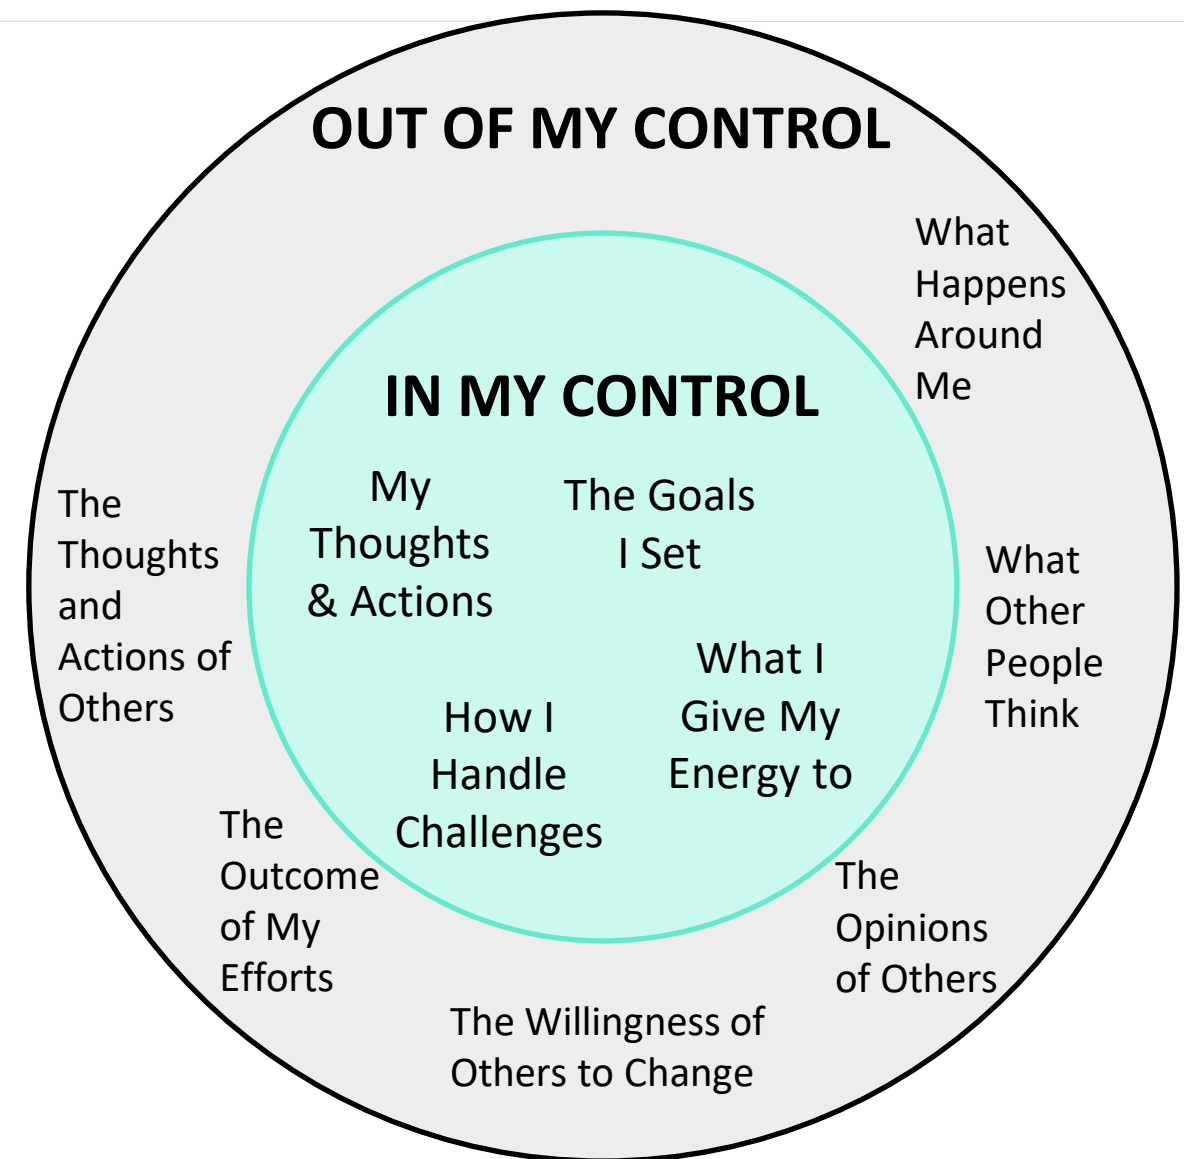 OUT OF MY CONTROL
What
Happens
Around
Me
IN MY CONTROL
My
Thoughts
& Actions
The Goals
I Set
The
Thoughts
and
Actions of
Others
What
Other
People
Think
How I
Handle
Challenges
What I
Give My
Energy to
The
Outcome
of My
Efforts
The
Opinions
of Others
The Willingness of
Others to Change